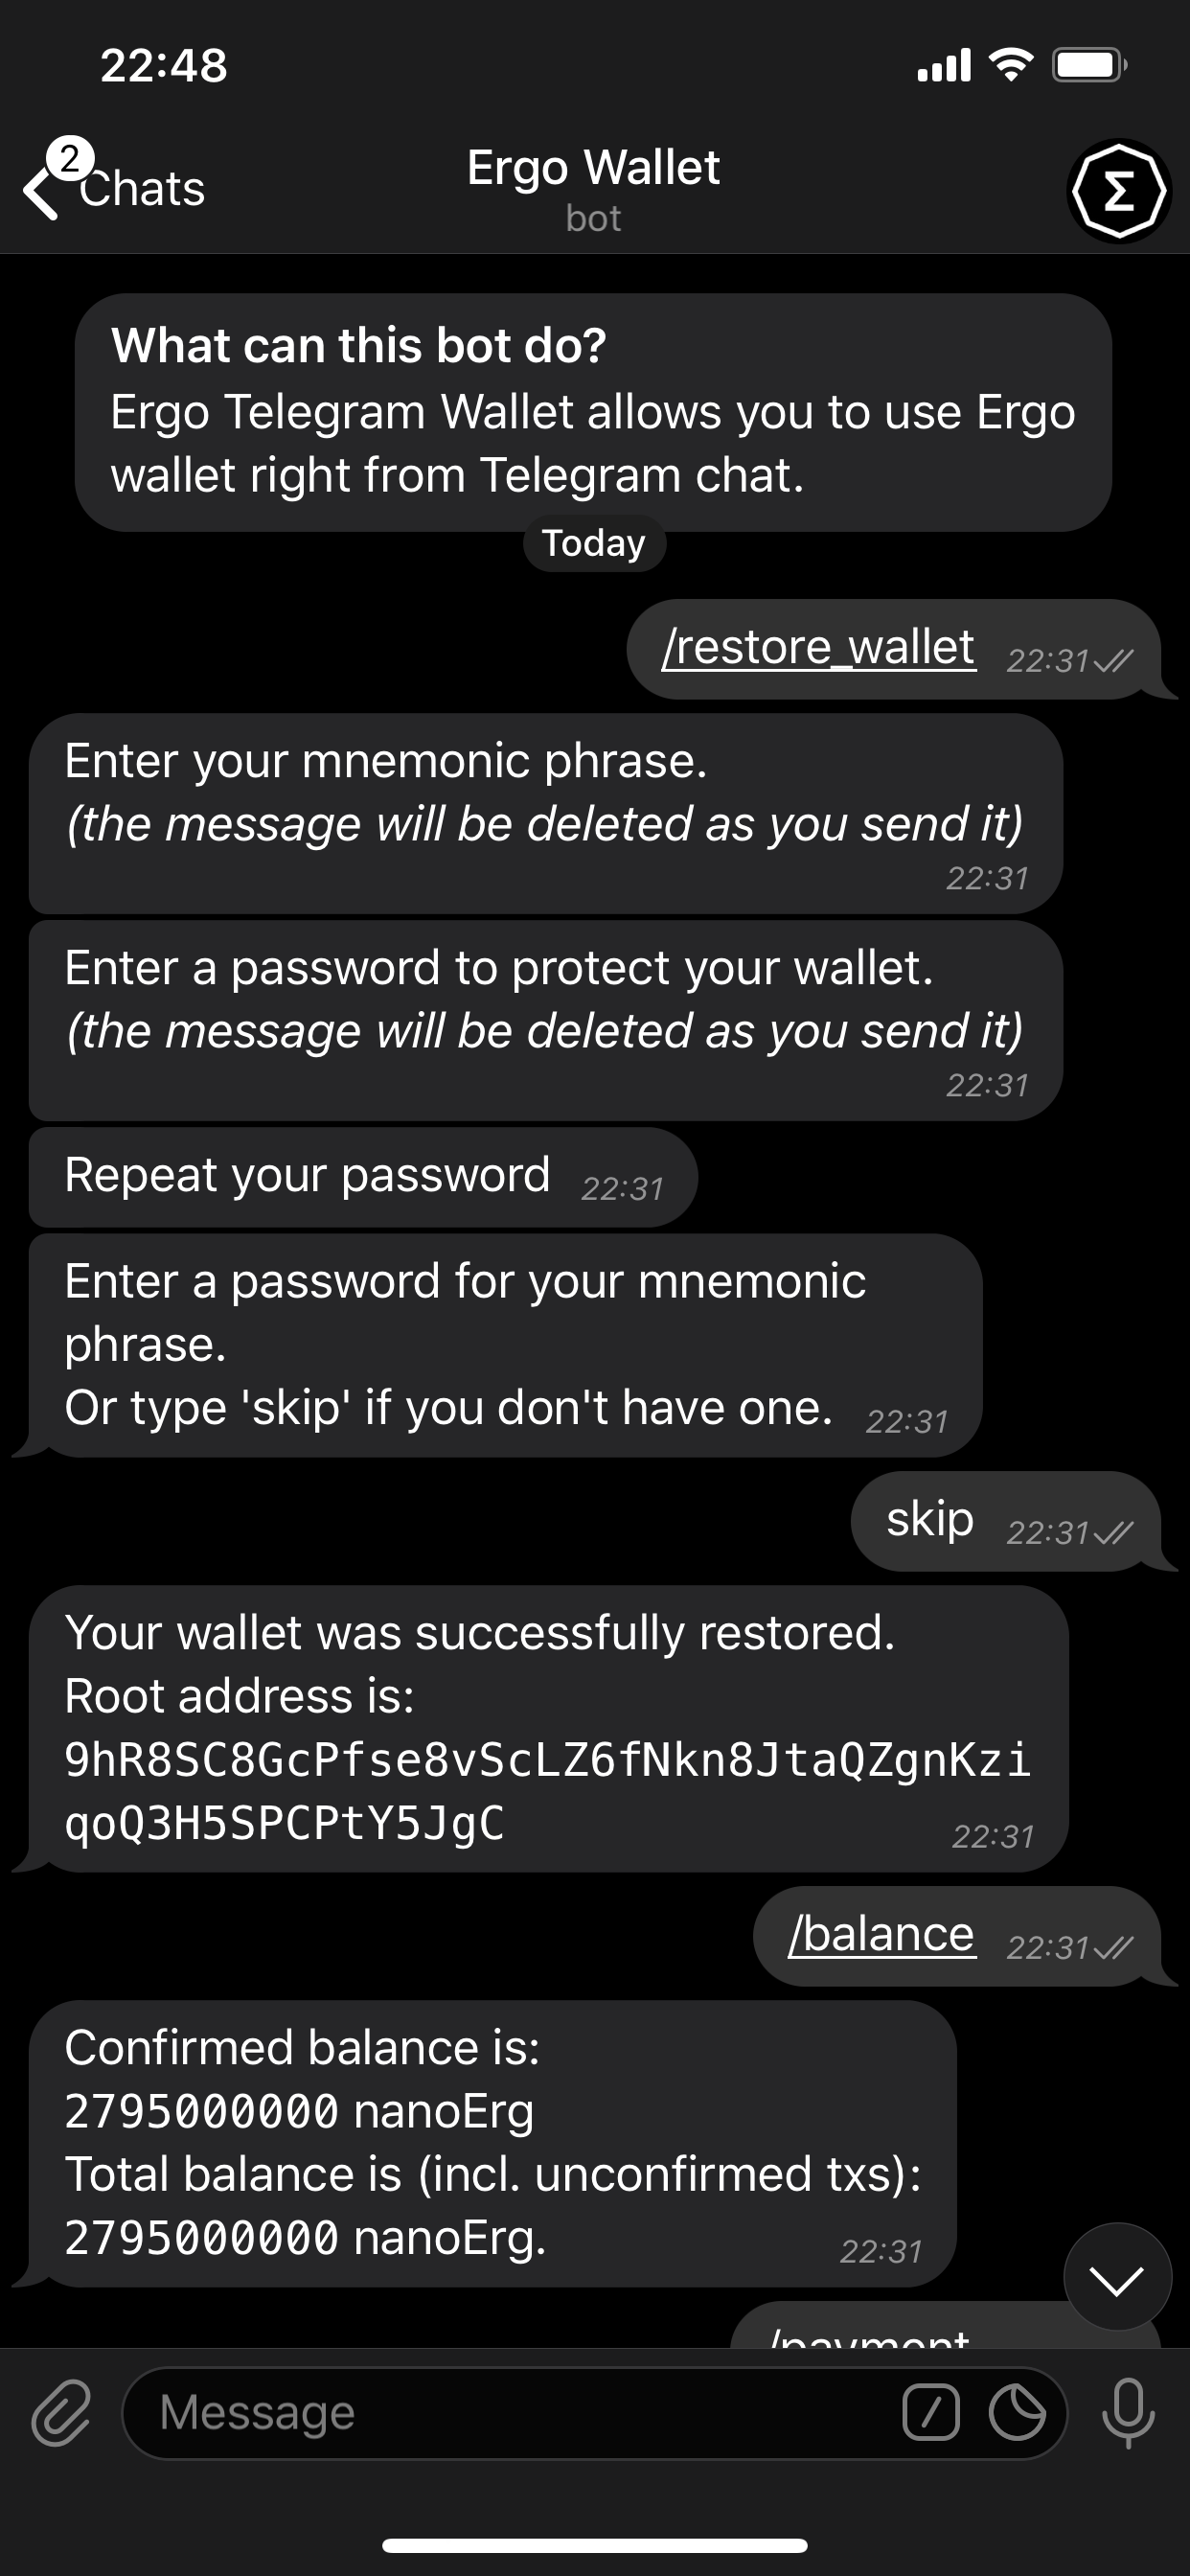 22:48
2
Chats
Ergo Wallet
bot
Σ
What can this bot do?
Ergo Telegram Wallet allows you to use Ergo
wallet right from Telegram chat.
Today
/restore_wallet 22:31
Enter your mnemonic phrase.
(the message will be deleted as you send it)
22:31
Enter a password to protect your wallet.
(the message will be deleted as you send it)
22:31
Repeat your password 22:31
Enter a password for your mnemonic
phrase.
Or type 'skip' if you don't have one. 22:31
skip 22:31
Your wallet was successfully restored.
Root address is:
9hR8SC8GcPfse8vScLZ6fNkn8JtaQZgnKzi
qoQ3H5SPCPtY5JgC 22:31
/balance 22:31
Confirmed balance is:
2795000000 nanoErg
Total balance is (incl. unconfirmed txs):
2795000000 nanoErg. 22:31
/payment
Message